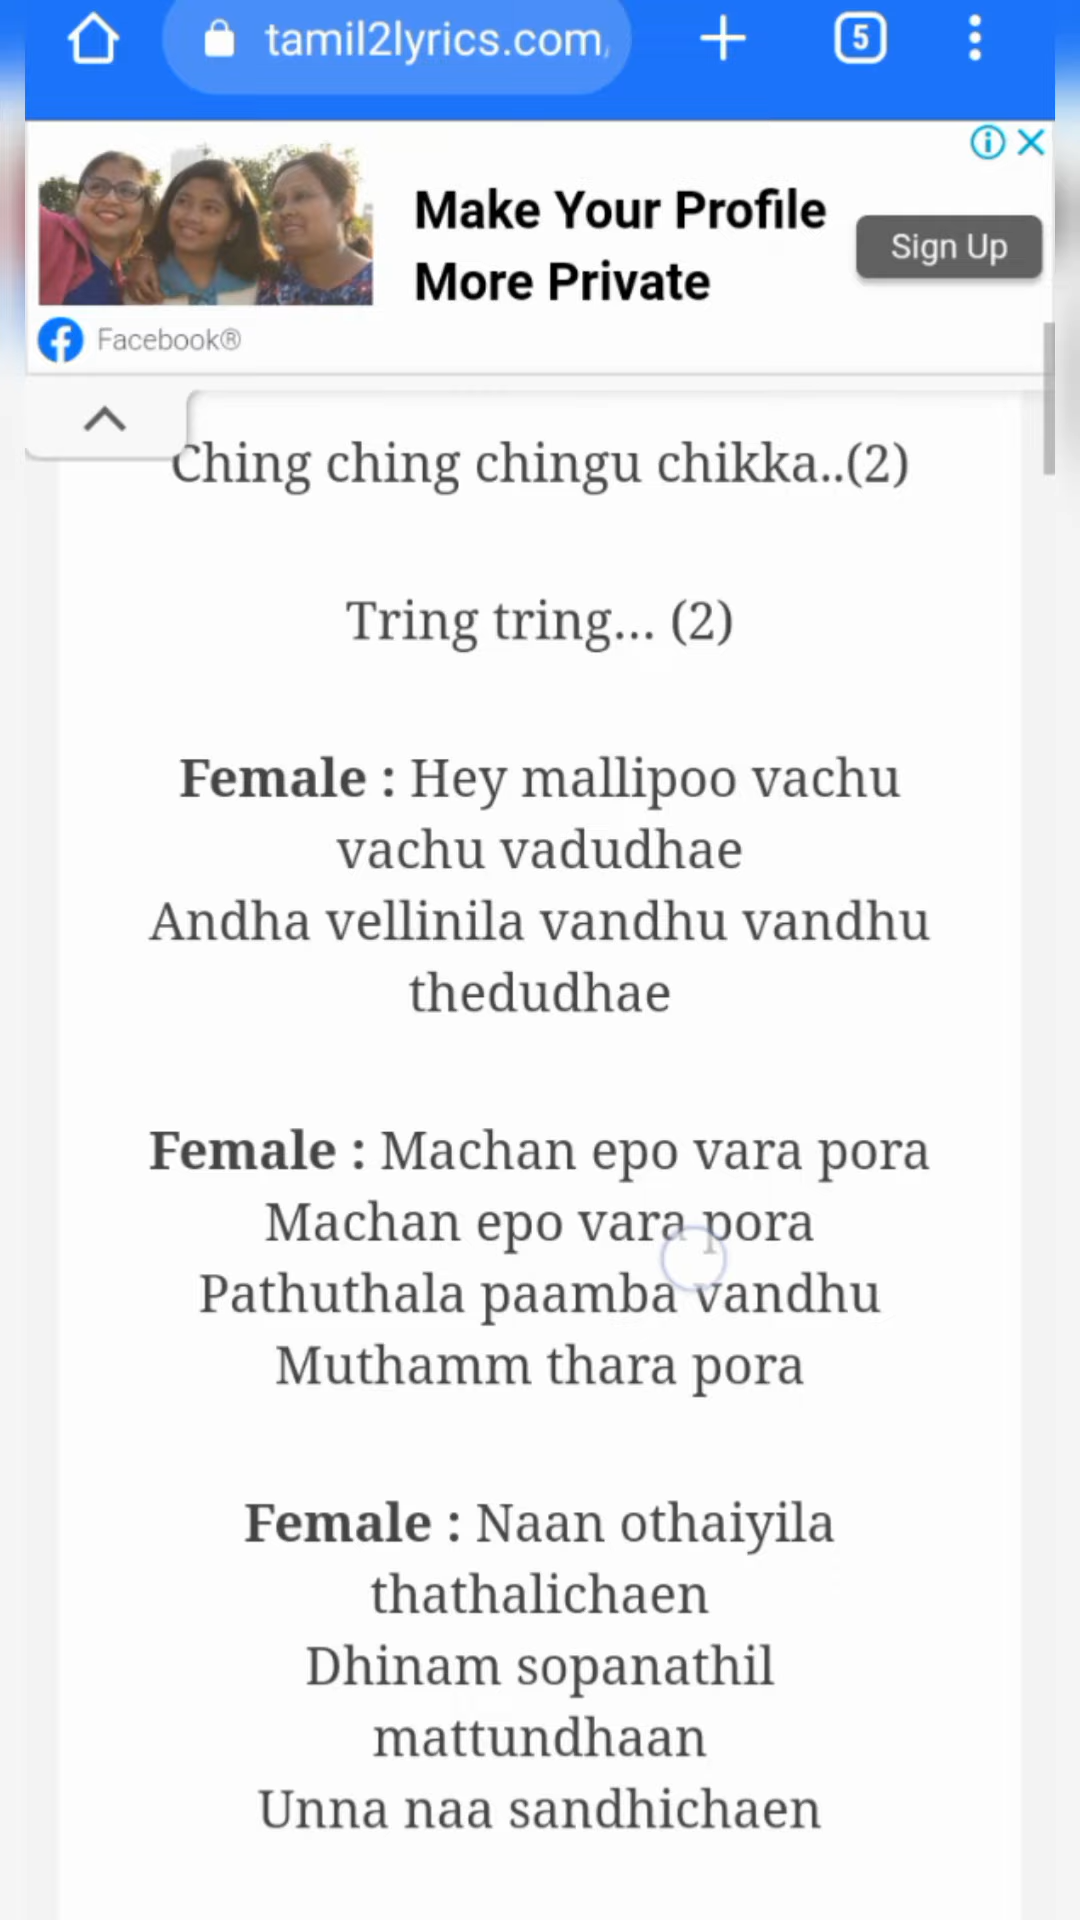 tamil2lyrics.com
5
Make Your Profile
More Private
Sign Up
Facebook®
Ching ching chingu chikka..(2)
Tring tring... (2)
Female : Hey mallipoo vachu
vachu vadudhae
Andha vellinila vandhu vandhu
thedudhae
Female : Machan epo vara pora
Machan epo vara pora
Pathuthala paamba vandhu
Muthamm thara pora
Female : Naan othaiyila
thathalichaen
Dhinam sopanathil
mattundhaan
Unna naa sandhichaen